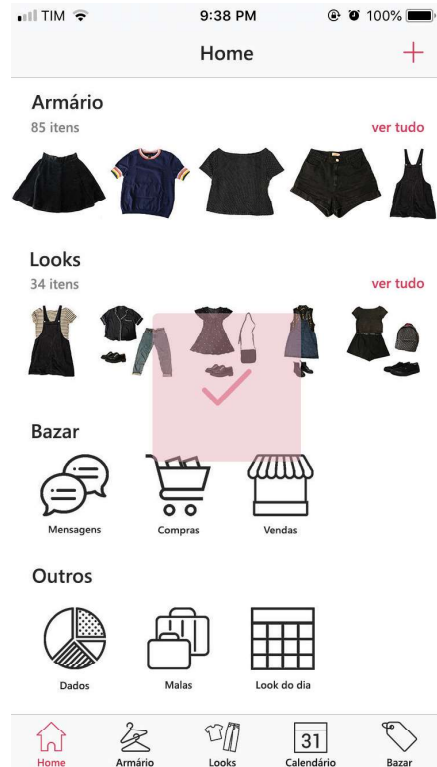 TIM 9:38 PM 100%
Home
Armário
85 itens ver tudo
Looks
34 itens ver tudo
Bazar
Mensagens Compras Vendas
Outros
Dados Malas Look do dia
31
Home Armário Looks Calendário Bazar